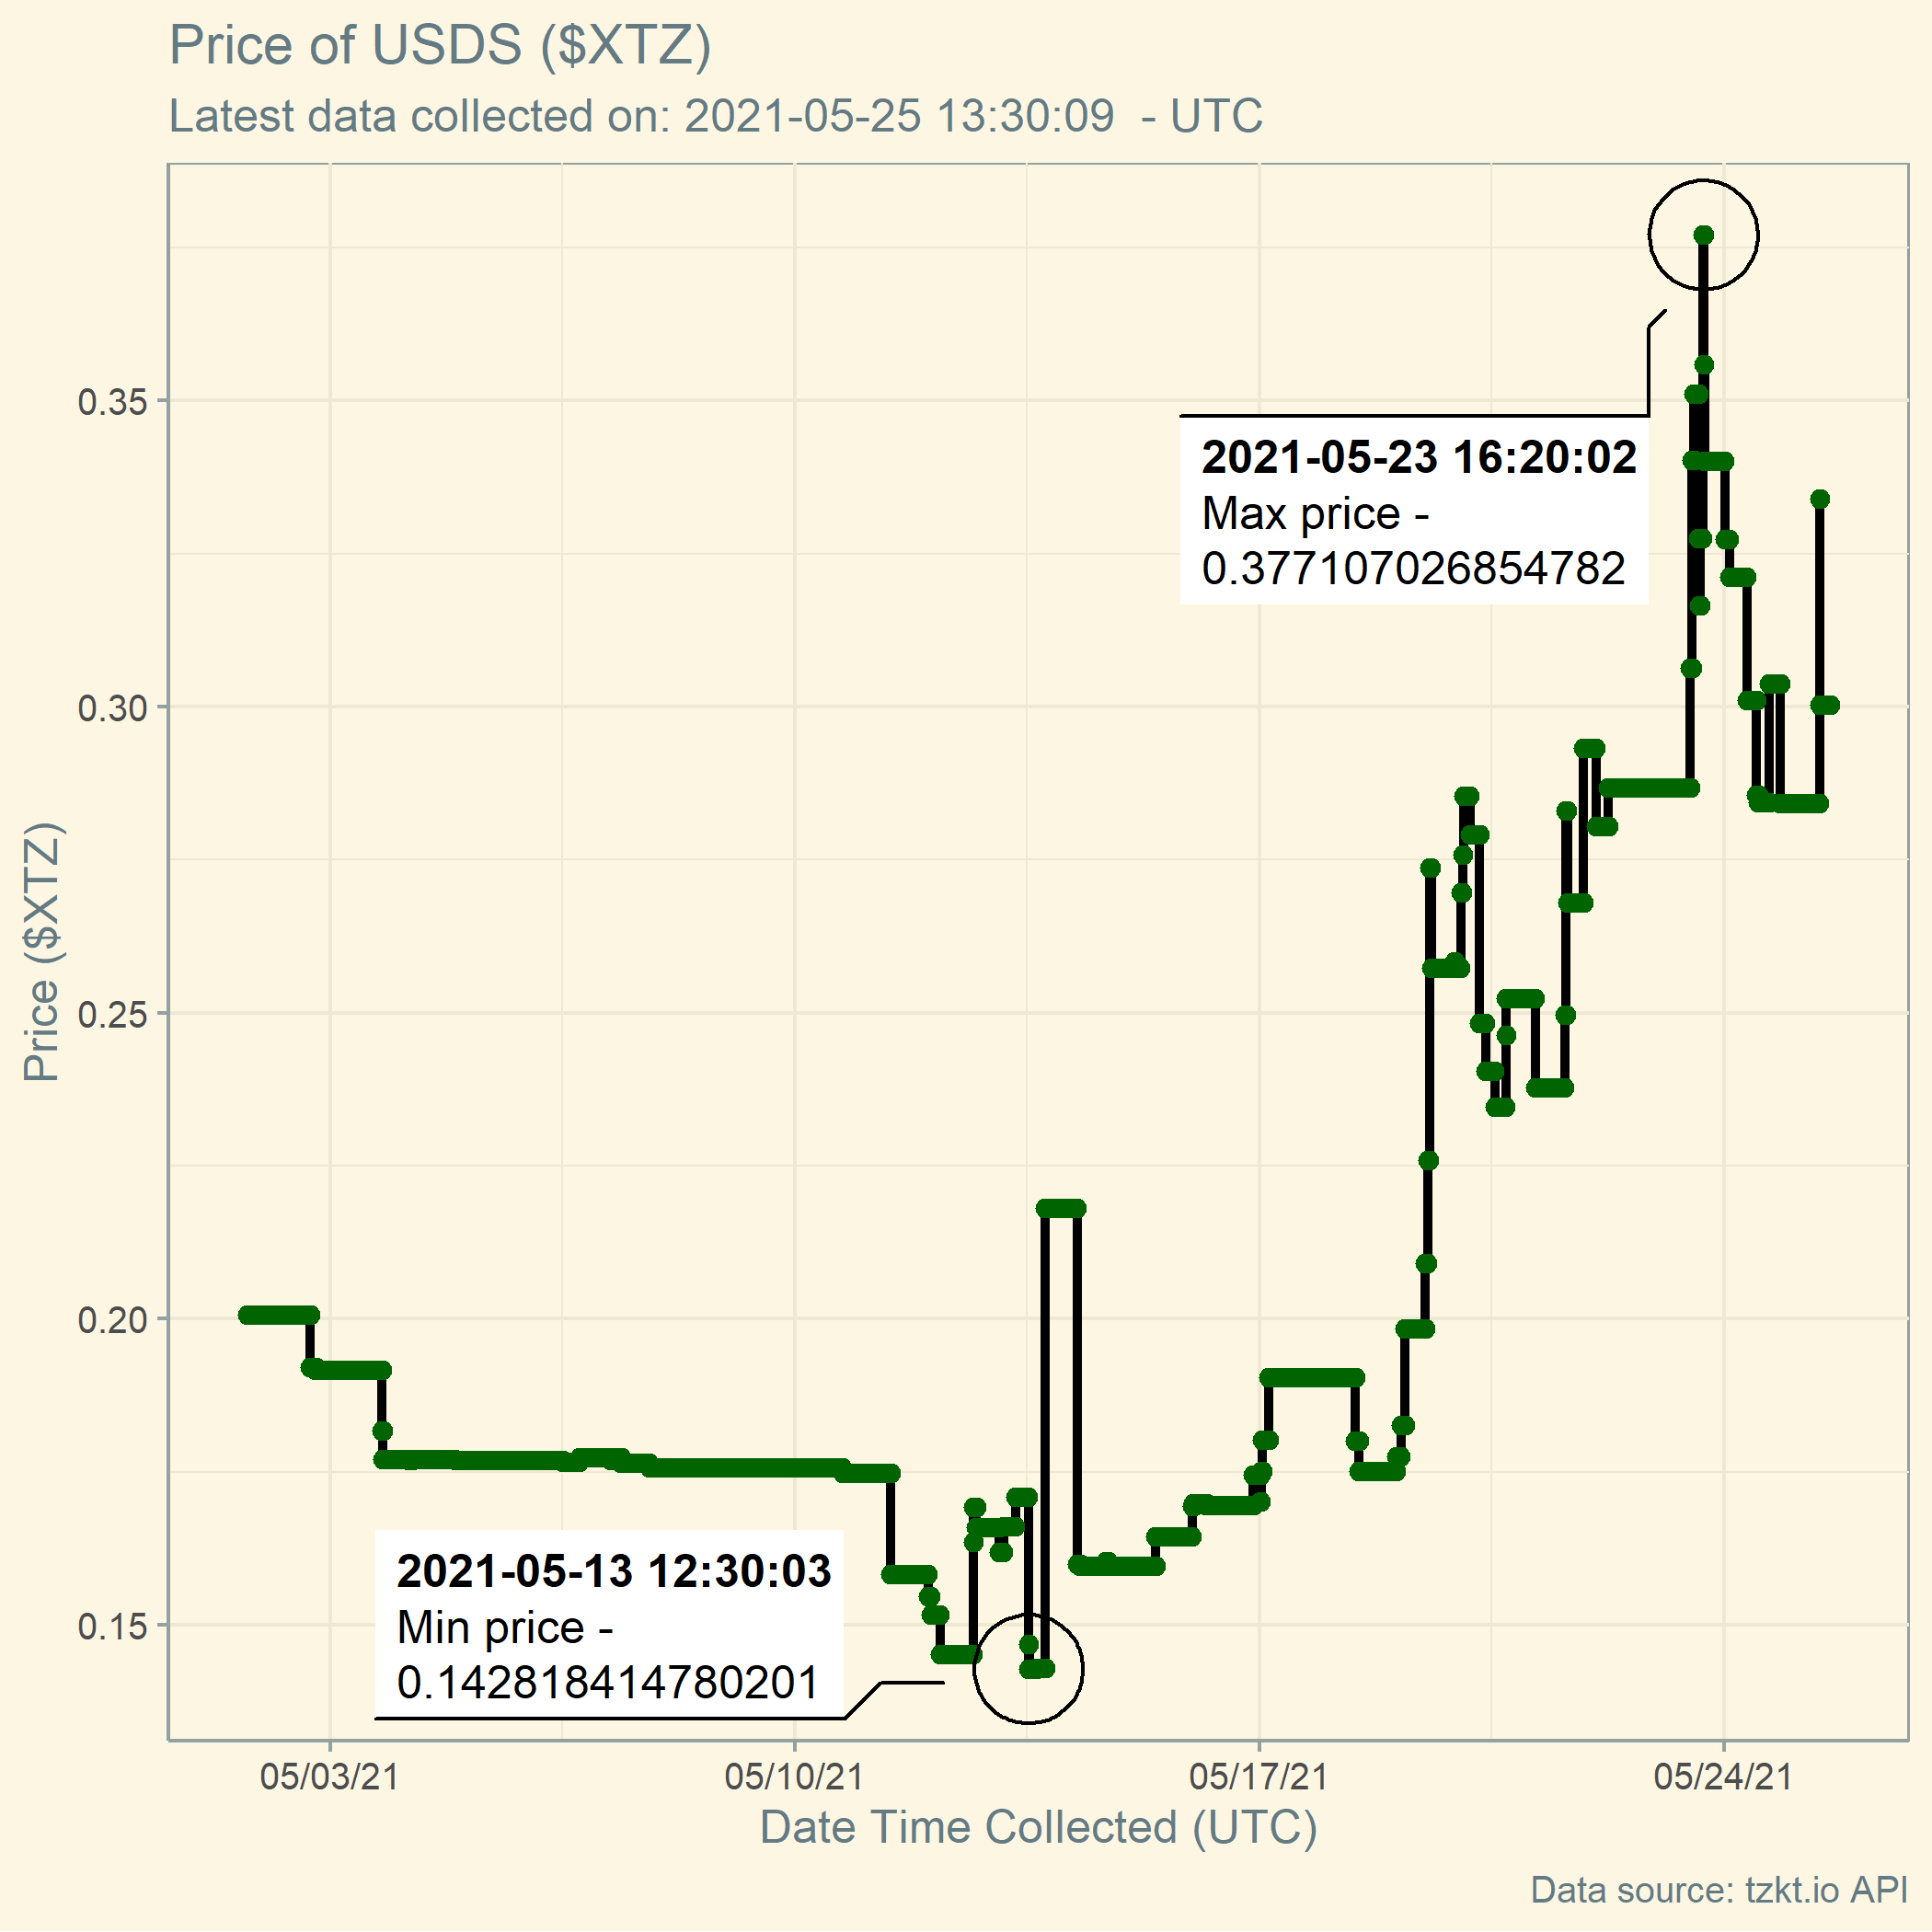 Price of USDS ($XTZ)
Latest data collected on: 2021-05-25 13:30:09  - UTC
Price ($XTZ)
0.35
0.30
0.25
0.20
0.15
2021-05-23 16:20:02
Max price -
0.377107026854782
2021-05-13 12:30:03
Min price -
0.142818414780201
05/03/21
05/10/21
05/17/21
05/24/21
Date Time Collected (UTC)
Data source: tzkt.io API